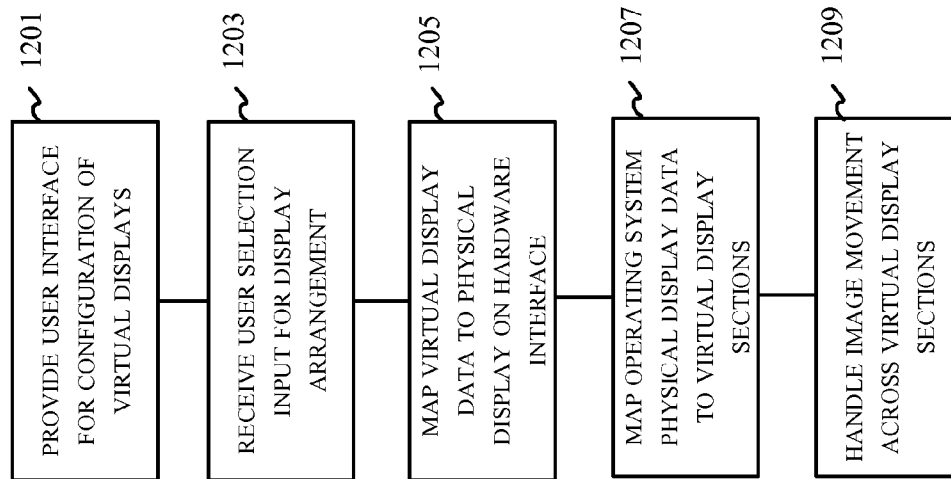 1201
PROVIDE USER INTERFACE
FOR CONFIGURATION OF
VIRTUAL DISPLAYS
1203
RECEIVE USER SELECTION
INPUT FOR DISPLAY
ARRANGEMENT
1205
MAP VIRTUAL DISPLAY
DATA TO PHYSICAL
DISPLAY ON HARDWARE
INTERFACE
1207
MAP OPERATING SYSTEM
PHYSICAL DISPLAY DATA
TO VIRTUAL DISPLAY
SECTIONS
1209
HANDLE IMAGE MOVEMENT
ACROSS VIRTUAL DISPLAY
SECTIONS